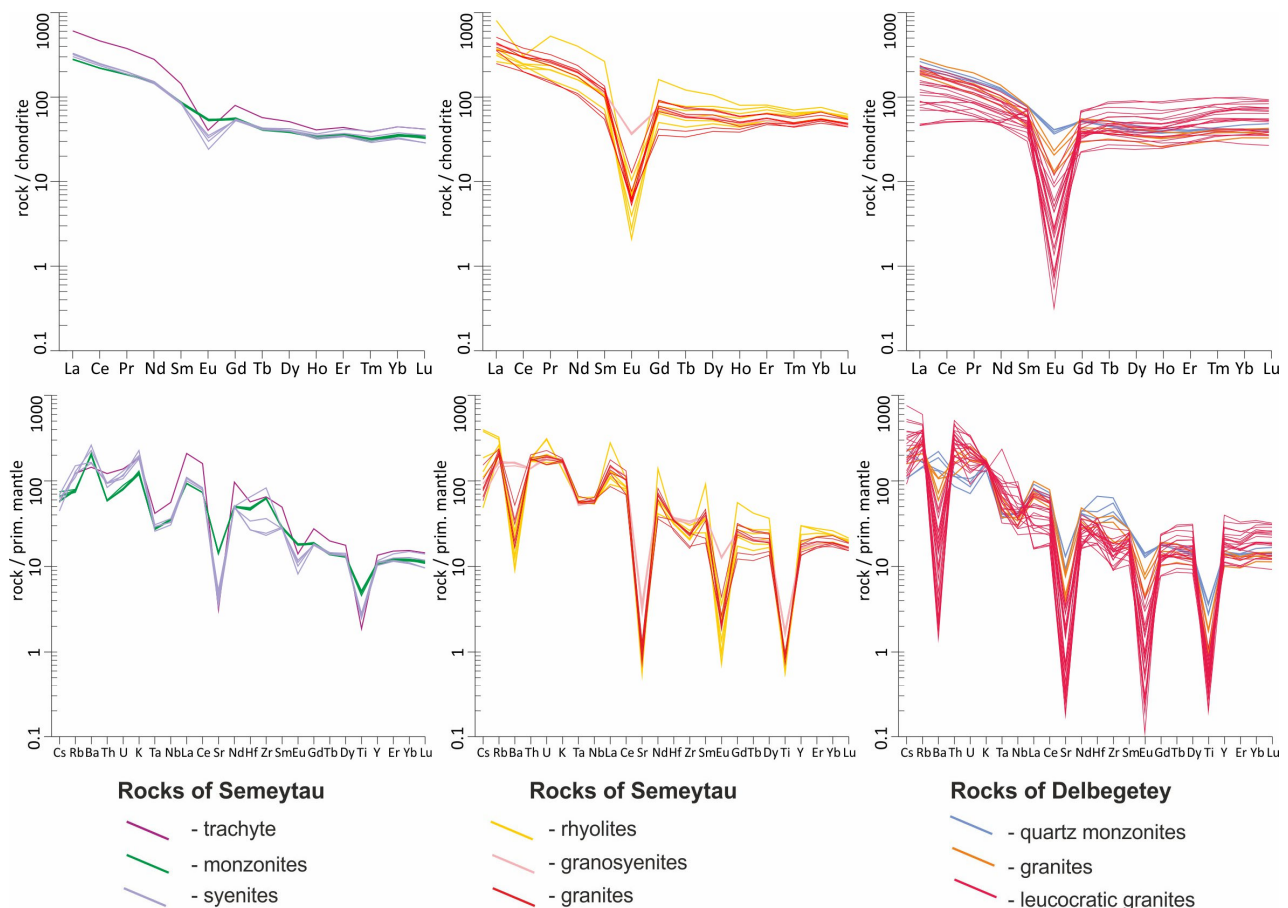 1000
100
10
1
0.1
rock / chondrite
La Ce Pr Nd Sm Eu Gd Tb Dy Ho Er Tm Yb Lu
1000
100
10
1
0.1
rock / chondrite
La Ce Pr Nd Sm Eu Gd Tb Dy Ho Er Tm Yb Lu
1000
100
10
1
0.1
rock / chondrite
La Ce Pr Nd Sm Eu Gd Tb Dy Ho Er Tm Yb Lu
1000
100
10
1
0.1
rock / prim. mantle
Cs Rb Ba Th U K Ta Nb La Ce Sr Nd Hf Zr Sm Eu Gd Tb Dy Ti Y Er Yb Lu
1000
100
10
1
0.1
rock / prim. mantle
Cs Rb Ba Th U K Ta Nb La Ce Sr Nd Hf Zr Sm Eu Gd Tb Dy Ti Y Er Yb Lu
1000
100
10
1
0.1
rock / prim. mantle
Cs Rb Ba Th U K Ta Nb La Ce Sr Nd Hf Zr Sm Eu Gd Tb Dy Ti Y Er Yb Lu
Rocks of Semeytau
- trachyte
- monzonites
- syenites
Rocks of Semeytau
- rhyolites
- granosyenites
- granites
Rocks of Delbegetey
- quartz monzonites
- granites
- leucocratic granites